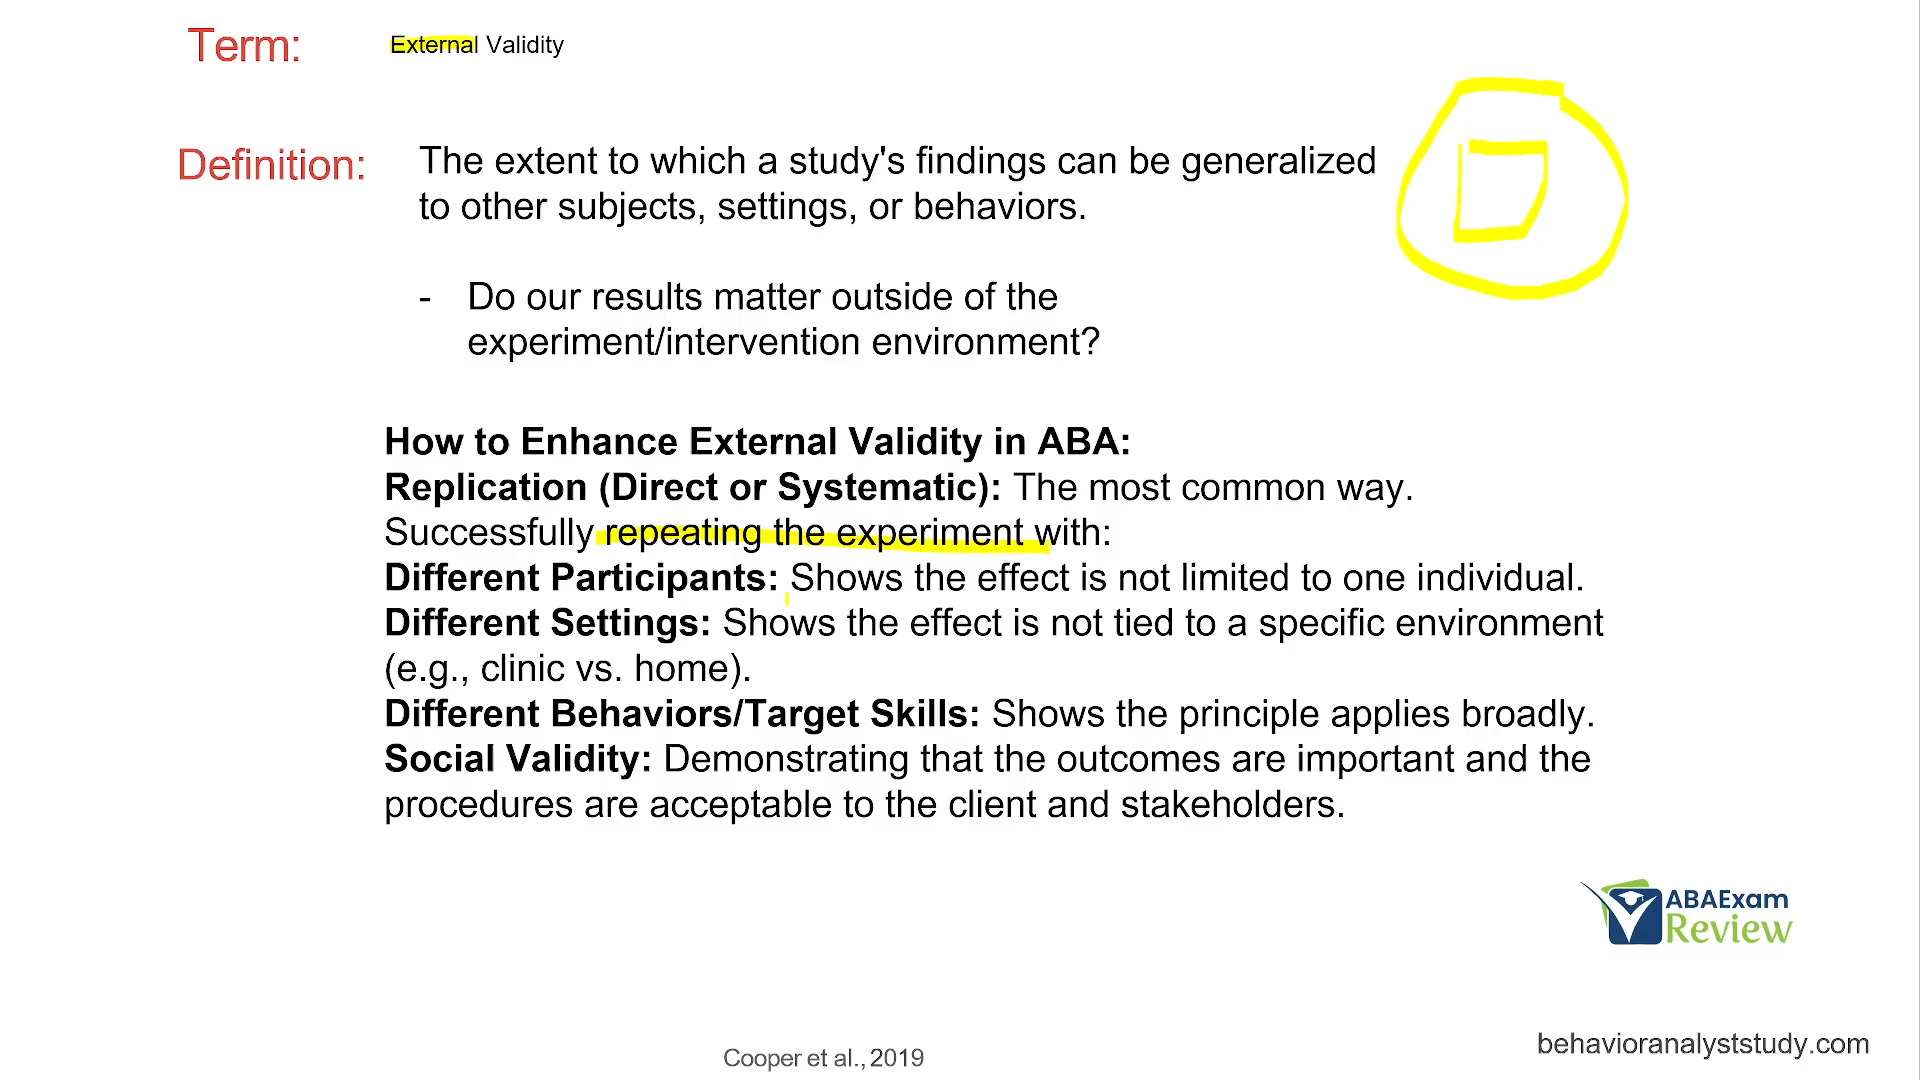 Term: External Validity
Definition: The extent to which a study's findings can be generalized
to other subjects, settings, or behaviors.
- Do our results matter outside of the
experiment/intervention environment?
How to Enhance External Validity in ABA:
Replication (Direct or Systematic): The most common way.
Successfully repeating the experiment with:
Different Participants: Shows the effect is not limited to one individual.
Different Settings: Shows the effect is not tied to a specific environment
(e.g., clinic vs. home).
Different Behaviors/Target Skills: Shows the principle applies broadly.
Social Validity: Demonstrating that the outcomes are important and the
procedures are acceptable to the client and stakeholders.
ABAExam
Review
Cooper et al., 2019
behavioranalyststudy.com